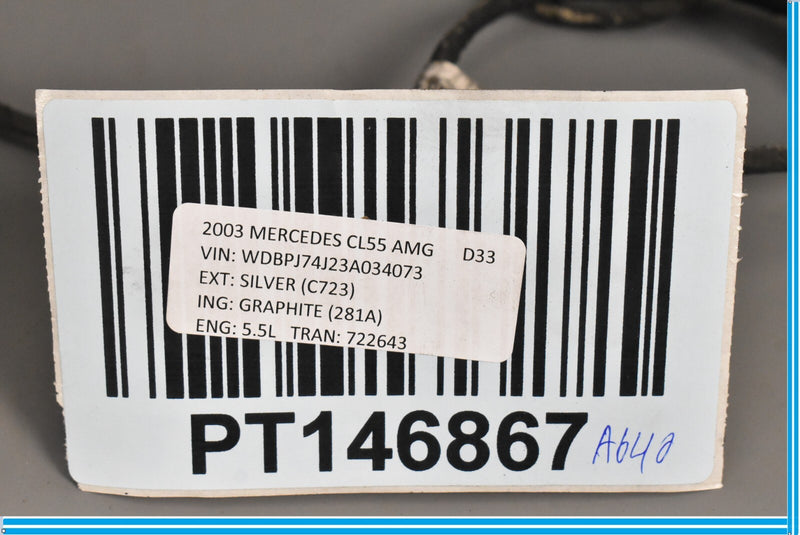 2003 MERCEDES CL55 AMG D33
VIN: WDBPJ74J23A034073
EXT: SILVER (C723)
ING: GRAPHITE (281A)
ENG: 5.5L TRAN: 722643
PT146867